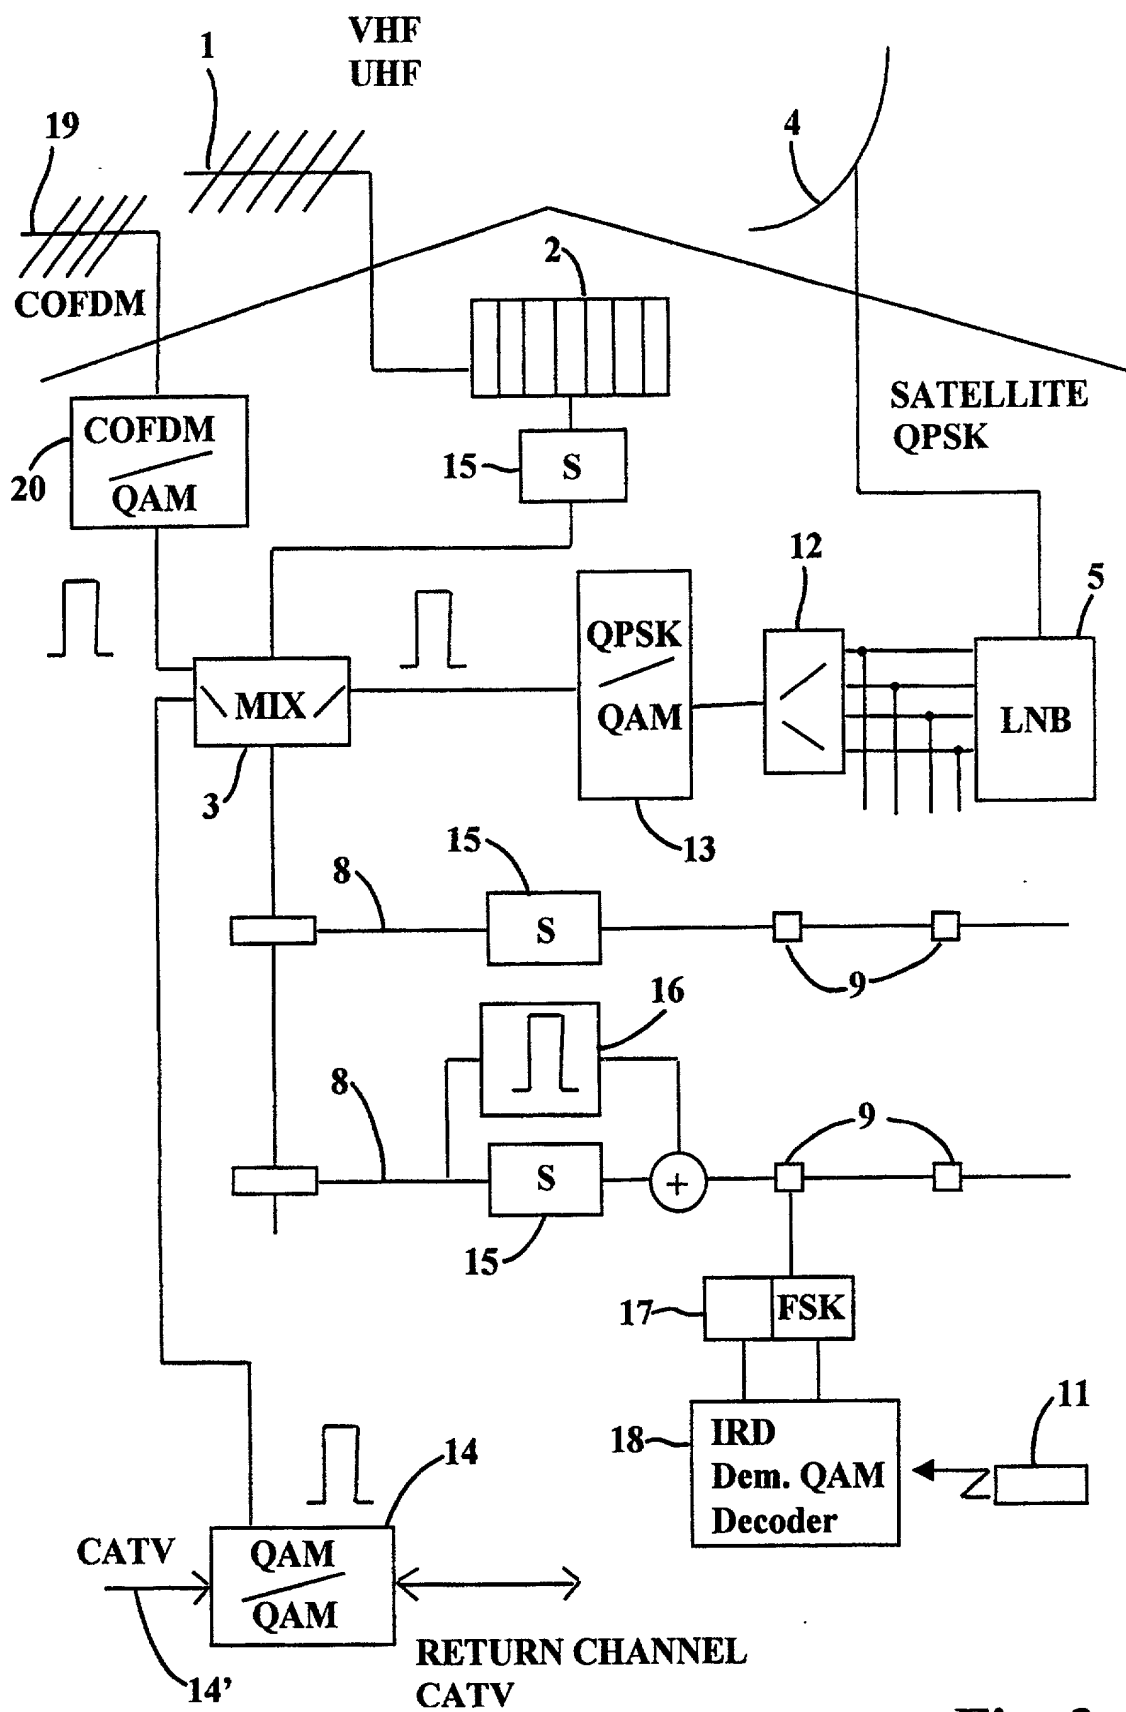 VHF
UHF
1
19
4
2
COFDM
SATELLITE
QPSK
COFDM
QAM
20
15
S
12
5
QPSK
QAM
MIX
LNB
3
13
15
8
S
9
16
8
9
S
+
15
17
FSK
11
18
IRD
Dem. QAM
Decoder
14
CATV
QAM
QAM
RETURN CHANNEL
CATV
14’